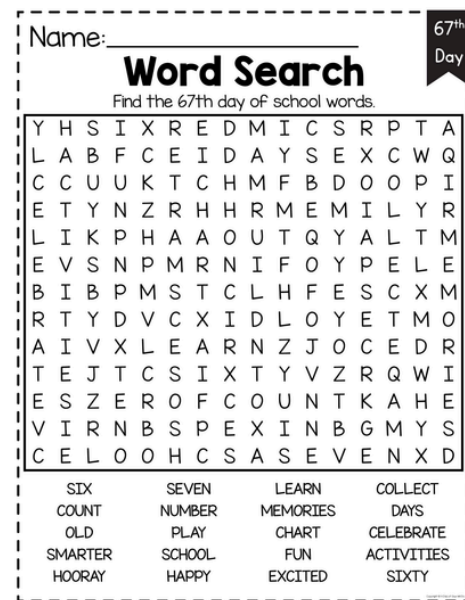 Name:
67th
Day
Word Search
Find the 67th day of school words.
Y H S I X R E D M I C S R P T A
L A B F C E I D A Y S E X C W Q
C C U U K T C H M F B D O O P I
E T Y N Z R H H R M E M I L Y R
L I K P H A A O U T Q Y A L T M
E V S N P M R N I F O Y P E L E
B I B P M S T C L H F E S C X M
R T Y D V C X I D L O Y E T M O
A I V X L E A R N Z J O C E D R
T E J T C S I X T Y V Z R Q W I
E S Z E R O F C O U N T K A H E
V I R N B S P E X I N B G M Y S
C E L O O H C S A S E V E N X D
SIX SEVEN LEARN COLLECT
COUNT NUMBER MEMORIES DAYS
OLD PLAY CHART CELEBRATE
SMARTER SCHOOL FUN ACTIVITIES
HOORAY HAPPY EXCITED SIXTY